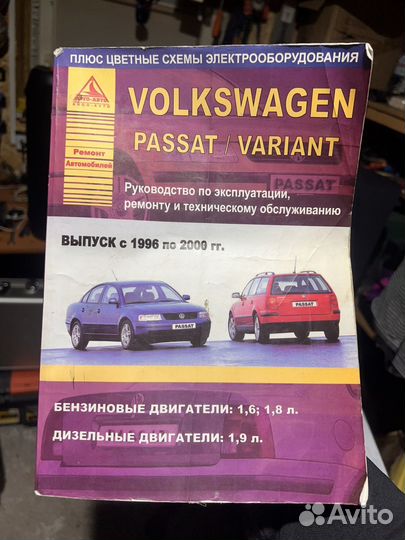 ПЛЮС ЦВЕТНЫЕ СХЕМЫ ЭЛЕКТРООБОРУДОВАНИЯ
Ремонт
Автомобилей
VOLKSWAGEN
PASSAT / VARIANT
PASSAT
Руководство по эксплуатации,
ремонту и техническому обслуживанию
ВЫПУСК с 1996 по 2000 гг.
PASSAT
PASSAT
БЕНЗИНОВЫЕ ДВИГАТЕЛИ: 1,6; 1,8 л.
ДИЗЕЛЬНЫЕ ДВИГАТЕЛИ: 1,9 л.
Avito